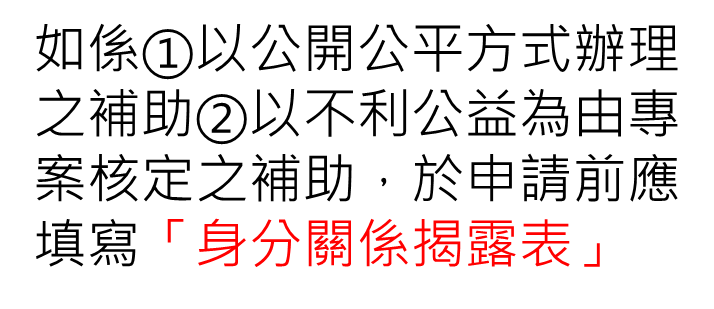 如係①以公開公平方式辦理
之補助②以不利公益為由專
案核定之補助，於申請前應
填寫「身分關係揭露表」